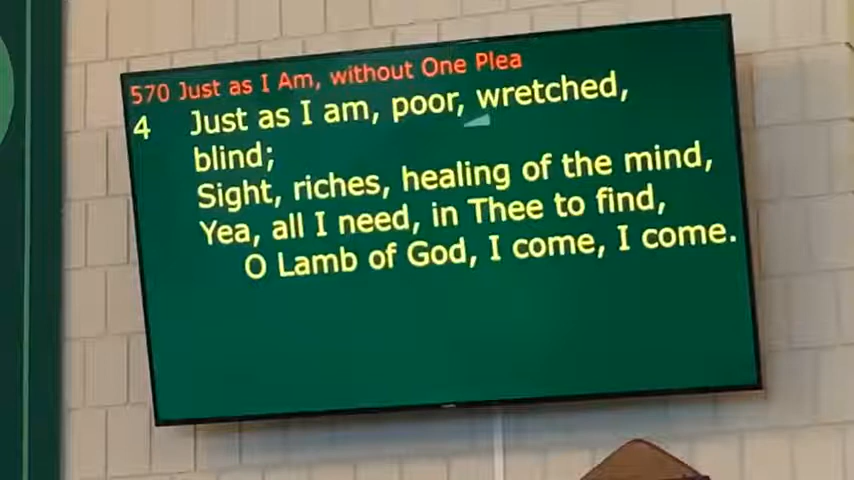 570 Just as I Am, without One Plea
4 Just as I am, poor, wretched,
blind;
Sight, riches, healing of the mind,
Yea, all I need, in Thee to find,
O Lamb of God, I come, I come.